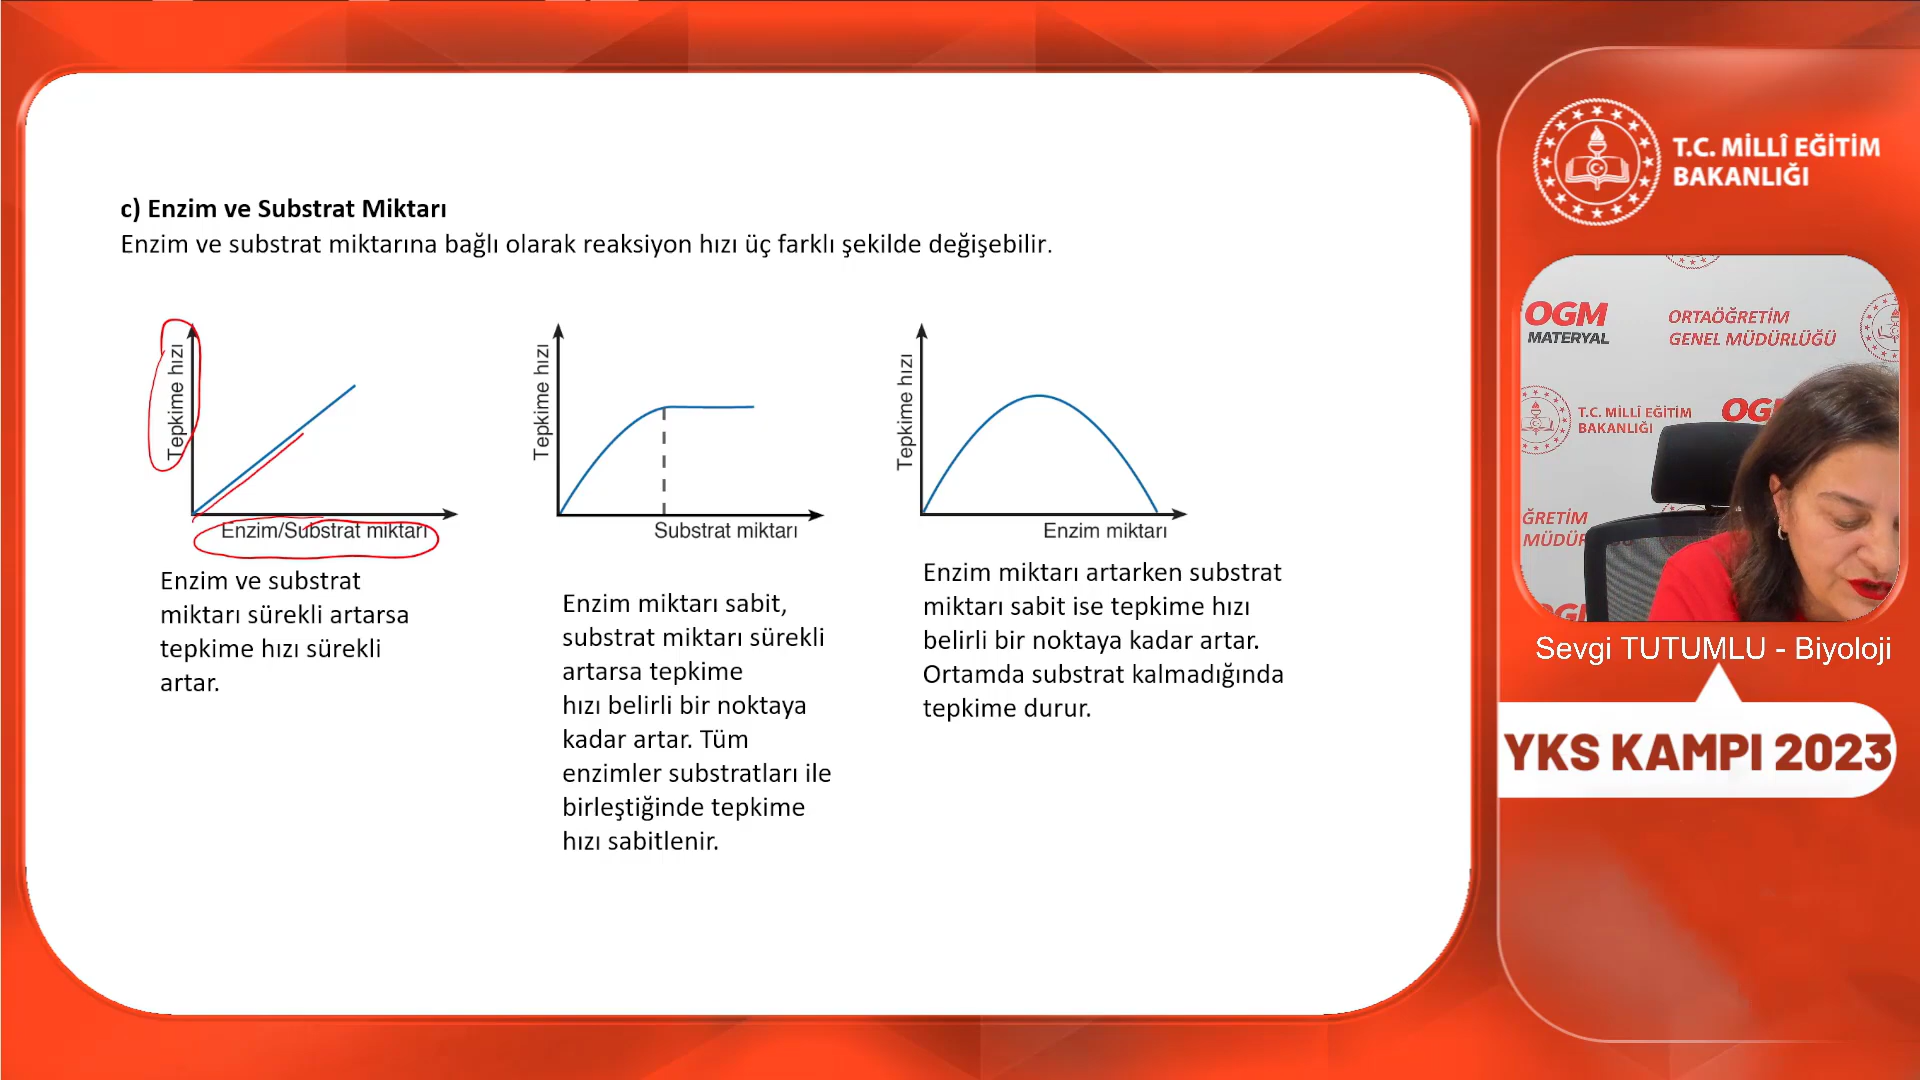 c) Enzim ve Substrat Miktarı
Enzim ve substrat miktarına bağlı olarak reaksiyon hızı üç farklı şekilde değişebilir.
Tepkime hızı
Enzim/Substrat miktarı
Enzim ve substrat
miktarı sürekli artarsa
tepkime hızı sürekli
artar.
Tepkime hızı
Substrat miktarı
Enzim miktarı sabit,
substrat miktarı sürekli
artarsa tepkime
hızı belirli bir noktaya
kadar artar. Tüm
enzimler substratları ile
birleştiğinde tepkime
hızı sabitlenir.
Tepkime hızı
Enzim miktarı
Enzim miktarı artarken substrat
miktarı sabit ise tepkime hızı
belirli bir noktaya kadar artar.
Ortamda substrat kalmadığında
tepkime durur.
T.C. MİLLÎ EĞİTİM
BAKANLIĞI
OGM
MATERYAL
ORTAÖĞRETİM
GENEL MÜDÜRLÜĞÜ
T.C. MİLLÎ EĞİTİM
BAKANLIĞI
OG
ĞRETİM
MÜDÜR
OGM
Sevgi TUTUMLU - Biyoloji
YKS KAMPI 2023